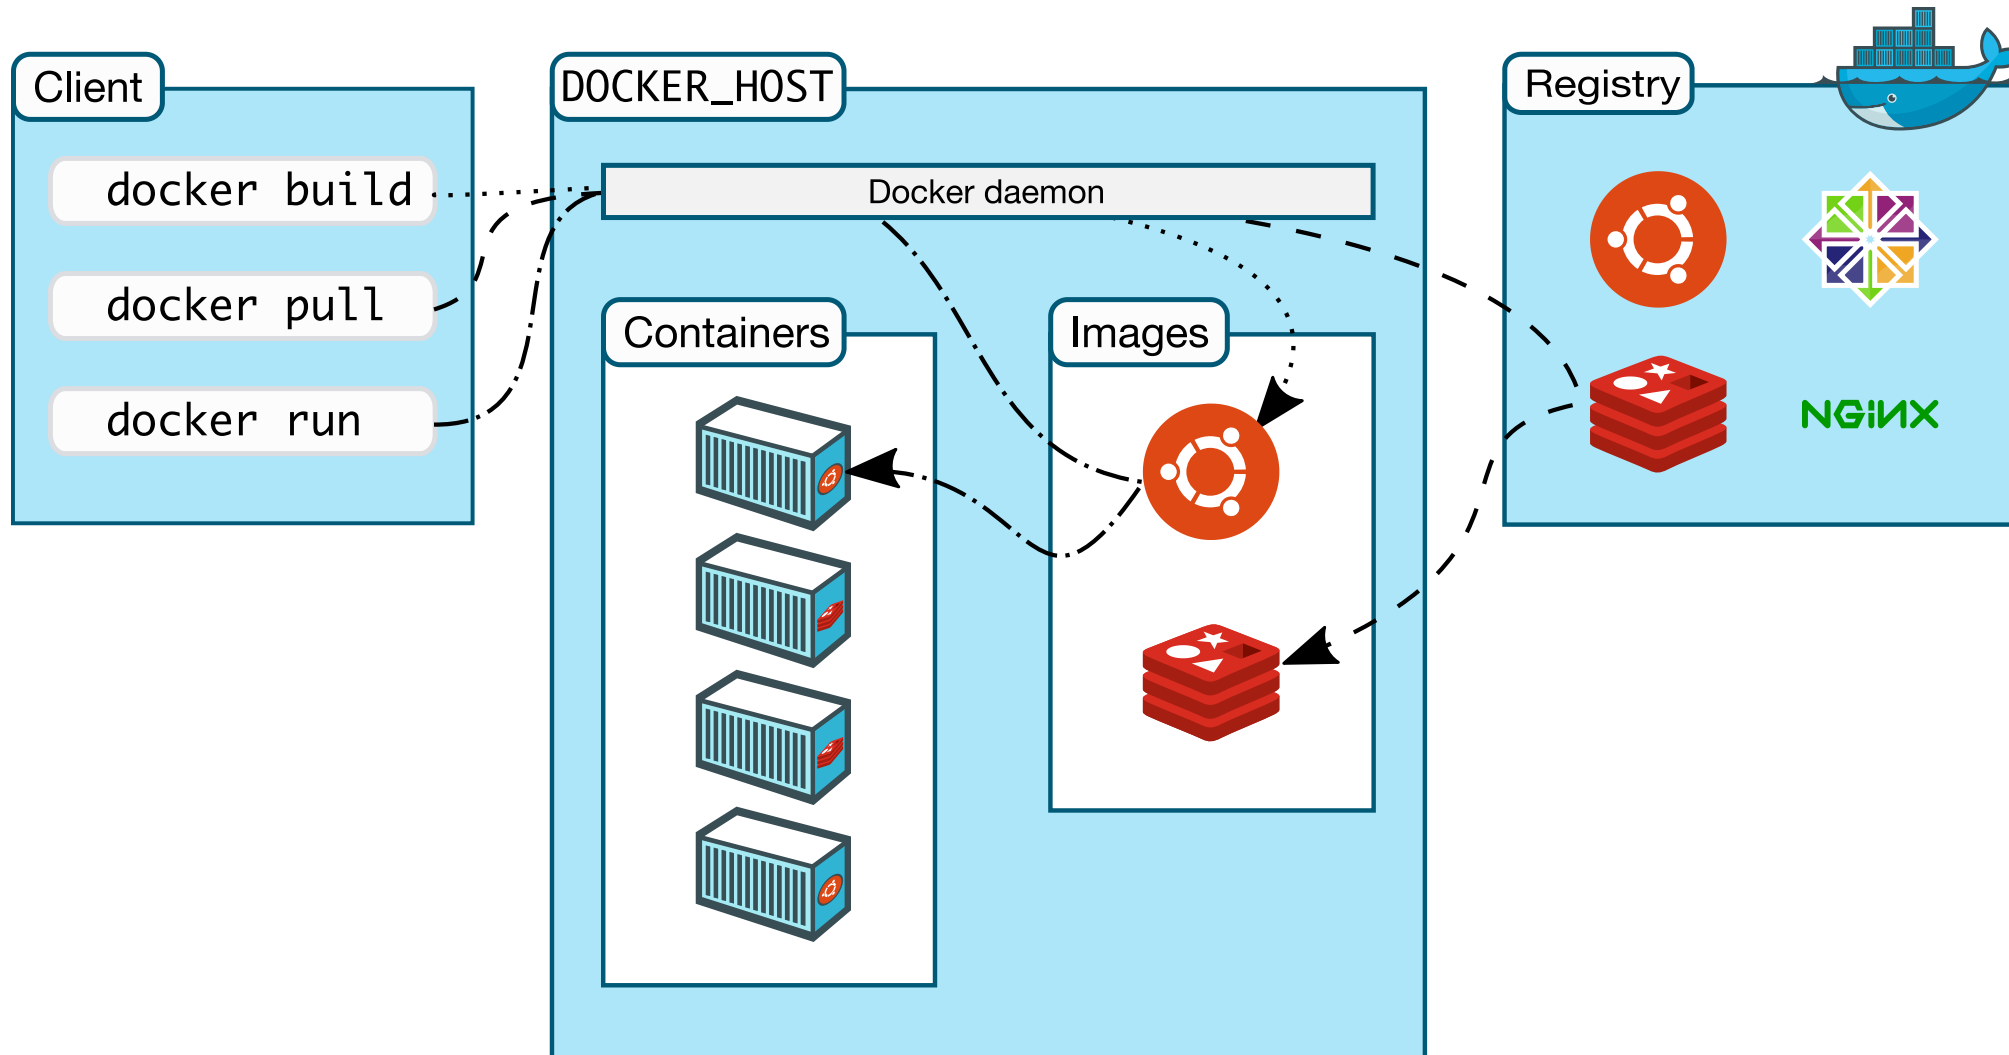 Client
docker build
docker pull
docker run
DOCKER_HOST
Docker daemon
Containers
Images
Registry
NGiNX